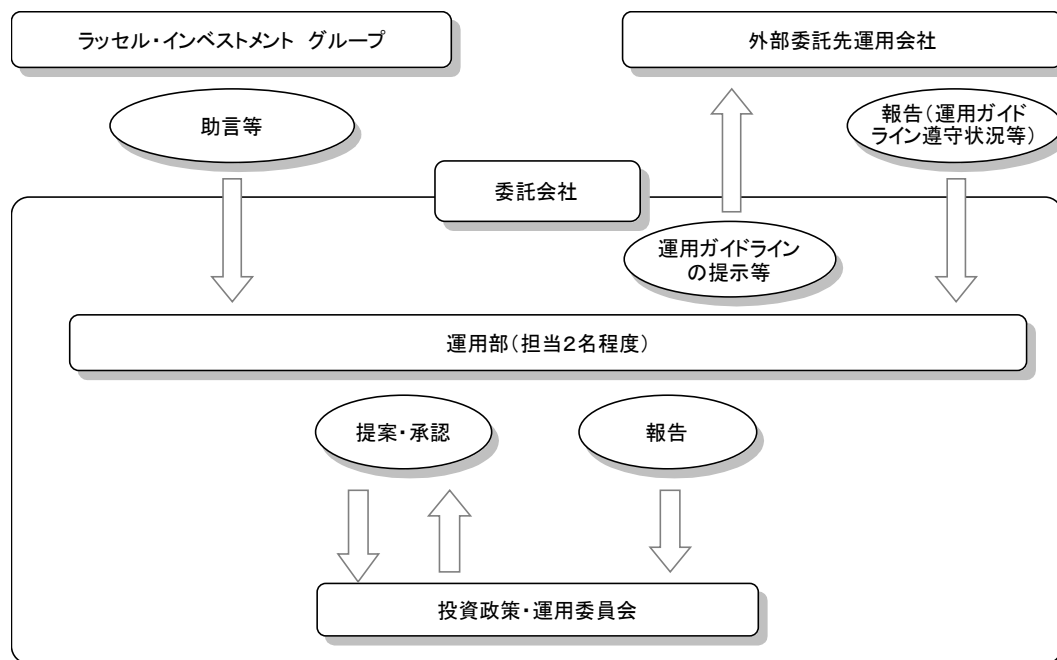 ラッセル・インベストメント グループ
外部委託先運用会社
助言等
報告(運用ガイド
ライン遵守状況等)
委託会社
運用ガイドライン
の提示等
運用部(担当2名程度)
提案・承認
報告
投資政策・運用委員会